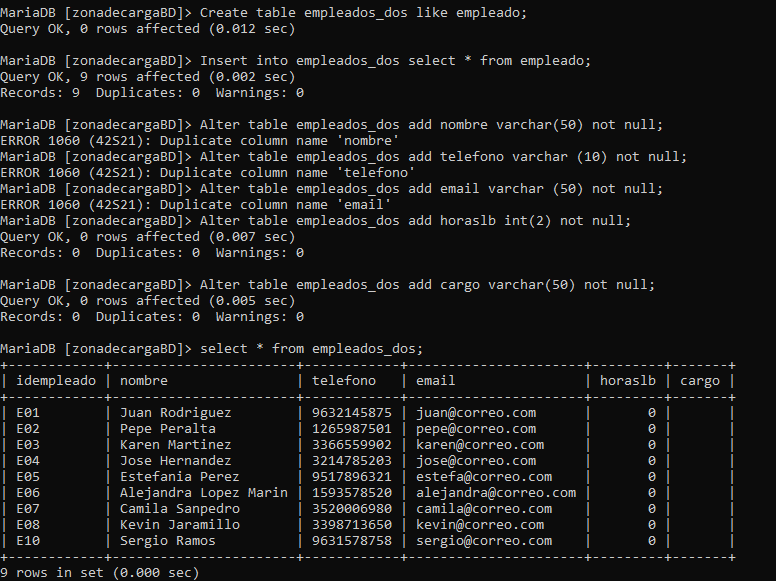 MariaDB [zonadecargaBD]> Create table empleados_dos like empleado;
Query OK, 0 rows affected (0.012 sec)

MariaDB [zonadecargaBD]> Insert into empleados_dos select * from empleado;
Query OK, 9 rows affected (0.002 sec)
Records: 9  Duplicates: 0  Warnings: 0

MariaDB [zonadecargaBD]> Alter table empleados_dos add nombre varchar(50) not null;
ERROR 1060 (42S21): Duplicate column name 'nombre'
MariaDB [zonadecargaBD]> Alter table empleados_dos add telefono varchar (10) not null;
ERROR 1060 (42S21): Duplicate column name 'telefono'
MariaDB [zonadecargaBD]> Alter table empleados_dos add email varchar (50) not null;
ERROR 1060 (42S21): Duplicate column name 'email'
MariaDB [zonadecargaBD]> Alter table empleados_dos add horaslb int(2) not null;
Query OK, 0 rows affected (0.007 sec)
Records: 0  Duplicates: 0  Warnings: 0

MariaDB [zonadecargaBD]> Alter table empleados_dos add cargo varchar(50) not null;
Query OK, 0 rows affected (0.005 sec)
Records: 0  Duplicates: 0  Warnings: 0

MariaDB [zonadecargaBD]> select * from empleados_dos;
+------------+-----------------------+------------+----------------------+---------+-------+
| idempleado | nombre                | telefono   | email                | horaslb | cargo |
+------------+-----------------------+------------+----------------------+---------+-------+
| E01        | Juan Rodriguez        | 9632145875 | juan@correo.com      |       0 |       |
| E02        | Pepe Peralta          | 1265987501 | pepe@correo.com      |       0 |       |
| E03        | Karen Martinez        | 3366559902 | karen@correo.com     |       0 |       |
| E04        | Jose Hernandez        | 3214785203 | jose@correo.com      |       0 |       |
| E05        | Estefania Perez       | 9517896321 | estefa@correo.com    |       0 |       |
| E06        | Alejandra Lopez Marin | 1593578520 | alejandra@correo.com |       0 |       |
| E07        | Camila Sanpedro       | 3520006980 | camila@correo.com    |       0 |       |
| E08        | Kevin Jaramillo       | 3398713650 | kevin@correo.com     |       0 |       |
| E10        | Sergio Ramos          | 9631578758 | sergio@correo.com    |       0 |       |
+------------+-----------------------+------------+----------------------+---------+-------+
9 rows in set (0.000 sec)